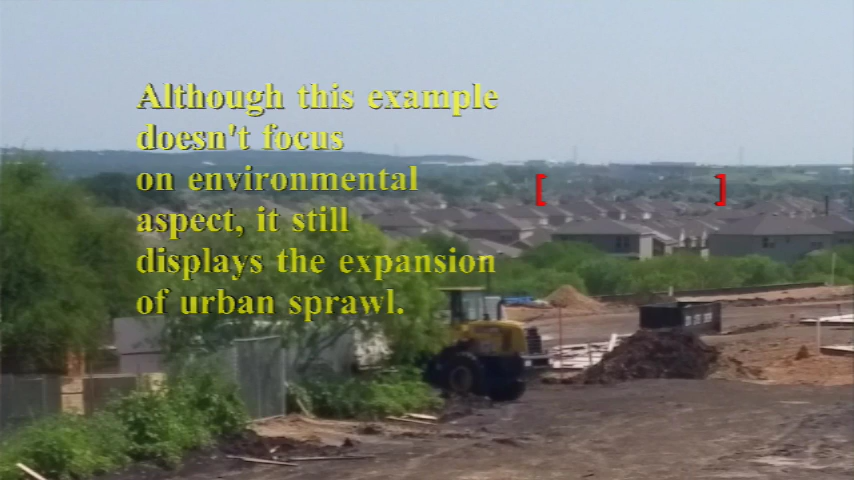 Although this example
doesn't focus
on environmental
aspect, it still
displays the expansion
of urban sprawl.
[ ]